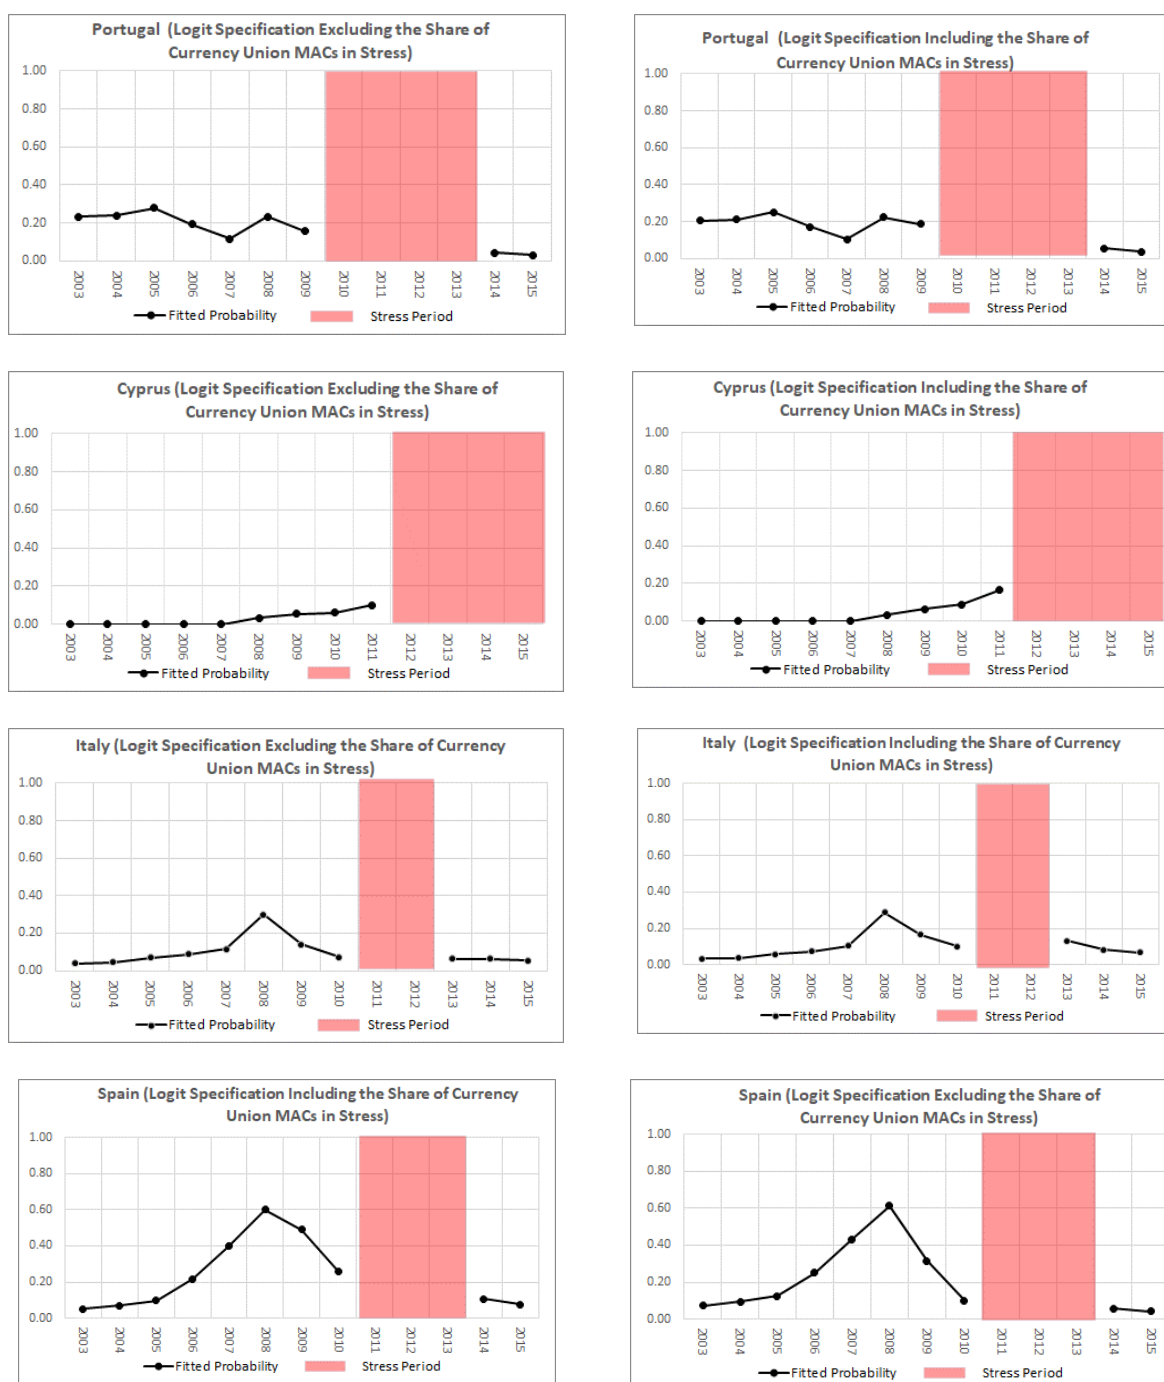 Portugal (Logit Specification Excluding the Share of
Currency Union MACs in Stress)
1.00
0.80
0.60
0.40
0.20
0.00
2003 2004 2005 2006 2007 2008 2009 2010 2011 2012 2013 2014 2015
Fitted Probability Stress Period
Portugal (Logit Specification Including the Share of
Currency Union MACs in Stress)
1.00
0.80
0.60
0.40
0.20
0.00
2003 2004 2005 2006 2007 2008 2009 2010 2011 2012 2013 2014 2015
Fitted Probability Stress Period
Cyprus (Logit Specification Excluding the Share of
Currency Union MACs in Stress)
1.00
0.80
0.60
0.40
0.20
0.00
2003 2004 2005 2006 2007 2008 2009 2010 2011 2012 2013 2014 2015
Fitted Probability Stress Period
Cyprus (Logit Specification Including the Share of
Currency Union MACs in Stress)
1.00
0.80
0.60
0.40
0.20
0.00
2003 2004 2005 2006 2007 2008 2009 2010 2011 2012 2013 2014 2015
Fitted Probability Stress Period
Italy (Logit Specification Excluding the Share of Currency
Union MACs in Stress)
1.00
0.80
0.60
0.40
0.20
0.00
2003 2004 2005 2006 2007 2008 2009 2010 2011 2012 2013 2014 2015
Fitted Probability Stress Period
Italy (Logit Specification Including the Share of Currency
Union MACs in Stress)
1.00
0.80
0.60
0.40
0.20
0.00
2003 2004 2005 2006 2007 2008 2009 2010 2011 2012 2013 2014 2015
Fitted Probability Stress Period
Spain (Logit Specification Including the Share of Currency
Union MACs in Stress)
1.00
0.80
0.60
0.40
0.20
0.00
2003 2004 2005 2006 2007 2008 2009 2010 2011 2012 2013 2014 2015
Fitted Probability Stress Period
Spain (Logit Specification Excluding the Share of
Currency Union MACs in Stress)
1.00
0.80
0.60
0.40
0.20
0.00
2003 2004 2005 2006 2007 2008 2009 2010 2011 2012 2013 2014 2015
Fitted Probability Stress Period